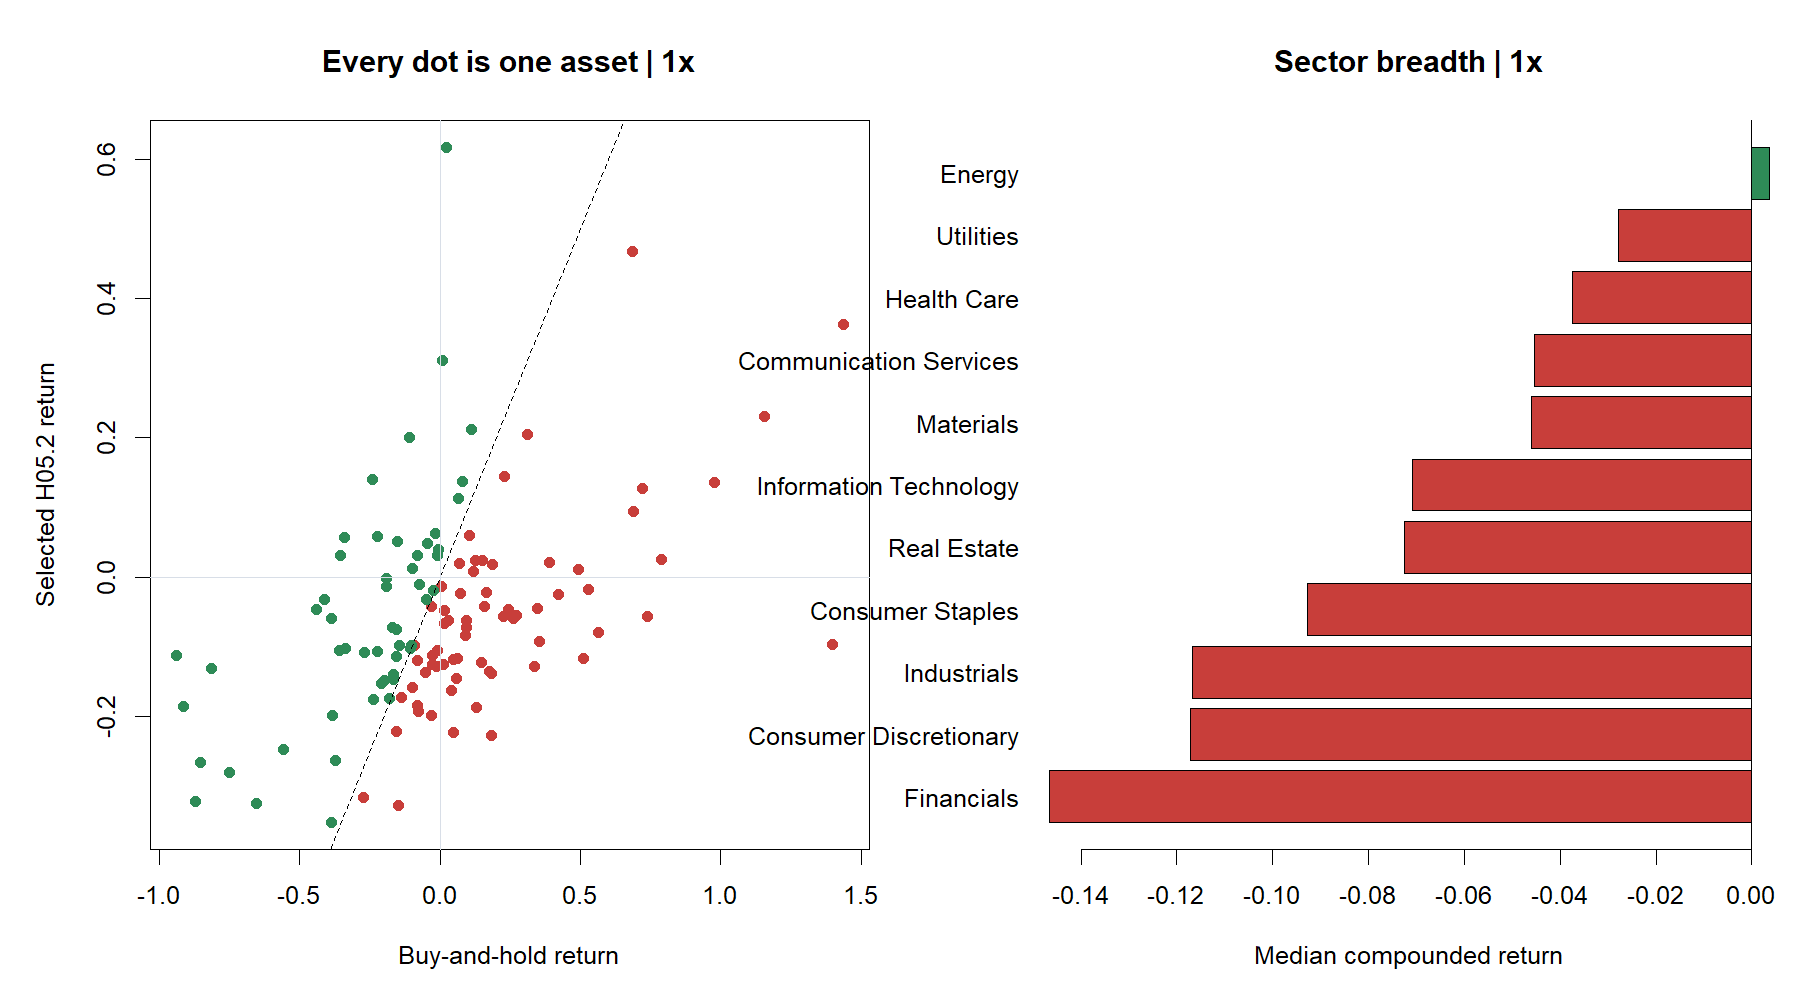 Every dot is one asset | 1x
Selected H05.2 return
0.6
0.4
0.2
0.0
-0.2
-1.0
-0.5
0.0
0.5
1.0
1.5
Buy-and-hold return
Sector breadth | 1x
Energy
Utilities
Health Care
Communication Services
Materials
Information Technology
Real Estate
Consumer Staples
Industrials
Consumer Discretionary
Financials
-0.14
-0.12
-0.10
-0.08
-0.06
-0.04
-0.02
0.00
Median compounded return